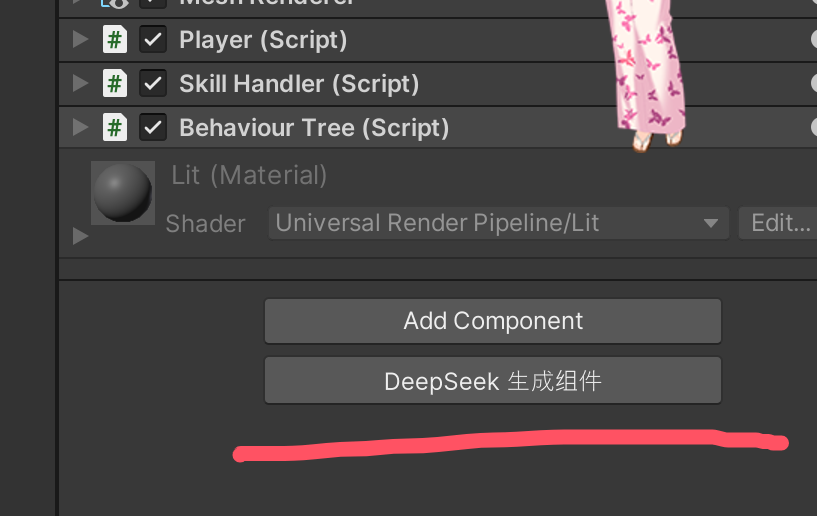 Mesh Renderer
# Player (Script)
# Skill Handler (Script)
# Behaviour Tree (Script)
Lit (Material)
Shader Universal Render Pipeline/Lit Edit...
Add Component
DeepSeek 生成组件